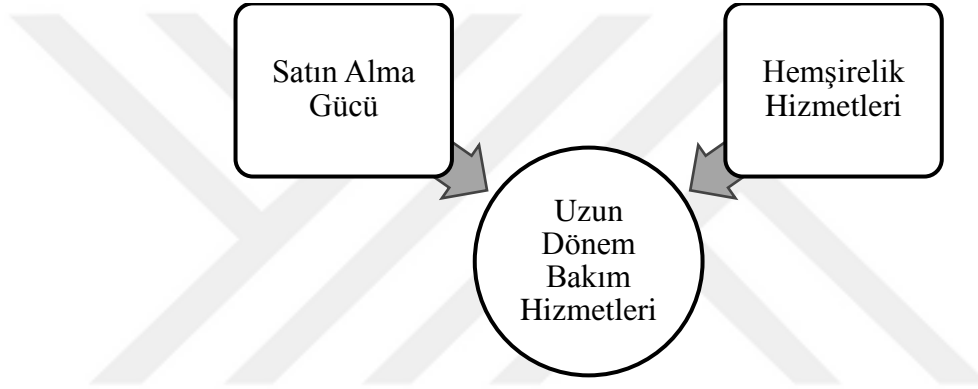 Satın Alma
Gücü
Hemşirelik
Hizmetleri
Uzun
Dönem
Bakım
Hizmetleri